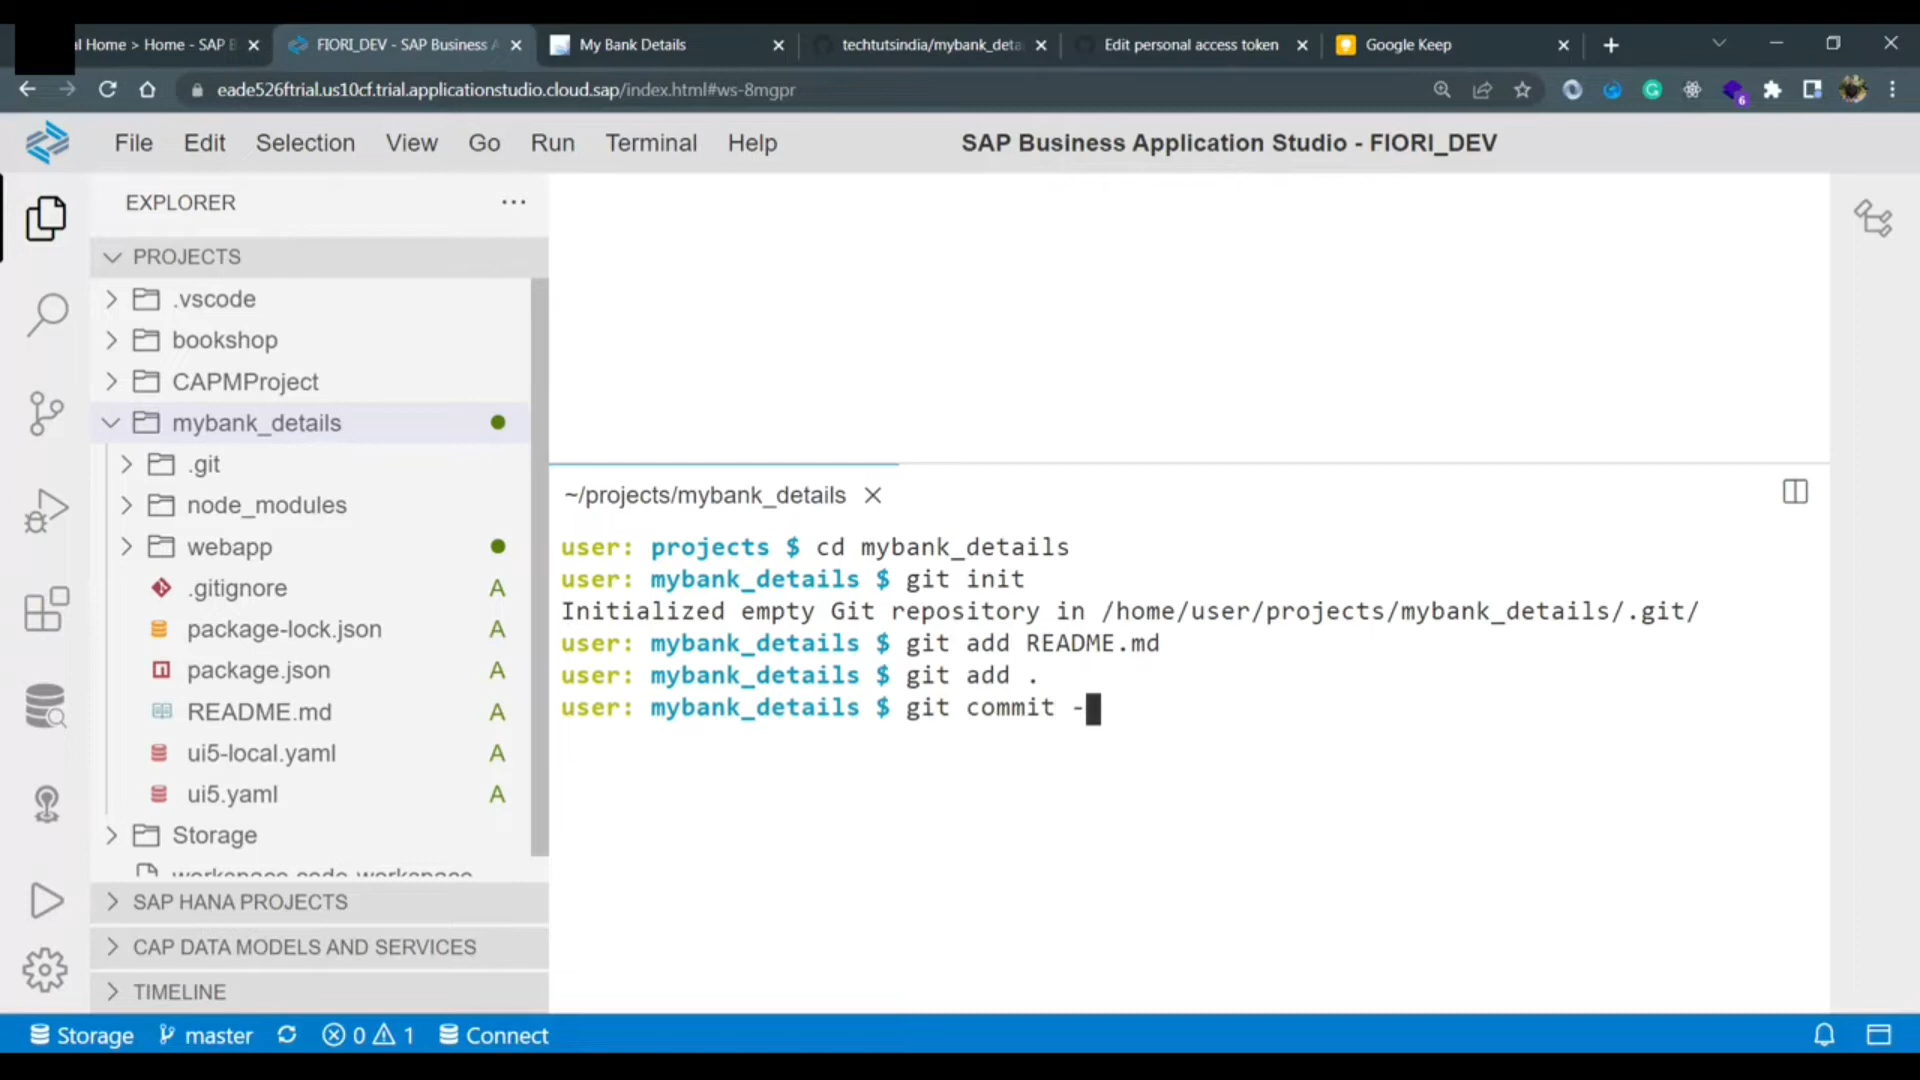 al Home > Home - SAP B
FIORI_DEV - SAP Business A
My Bank Details
techtutsindia/mybank_deta
Edit personal access token
Google Keep
eade526ftrial.us10cf.trial.applicationstudio.cloud.sap/index.html#ws-8mgpr
6
File Edit Selection View Go Run Terminal Help
SAP Business Application Studio - FIORI_DEV
EXPLORER
PROJECTS
.vscode
bookshop
CAPMProject
mybank_details
.git
node_modules
webapp
.gitignore A
package-lock.json A
package.json A
README.md A
ui5-local.yaml A
ui5.yaml A
Storage
workspace.code-workspace
SAP HANA PROJECTS
CAP DATA MODELS AND SERVICES
TIMELINE
~/projects/mybank_details
user: projects $ cd mybank_details
user: mybank_details $ git init
Initialized empty Git repository in /home/user/projects/mybank_details/.git/
user: mybank_details $ git add README.md
user: mybank_details $ git add .
user: mybank_details $ git commit -
Storage master 0 1 Connect